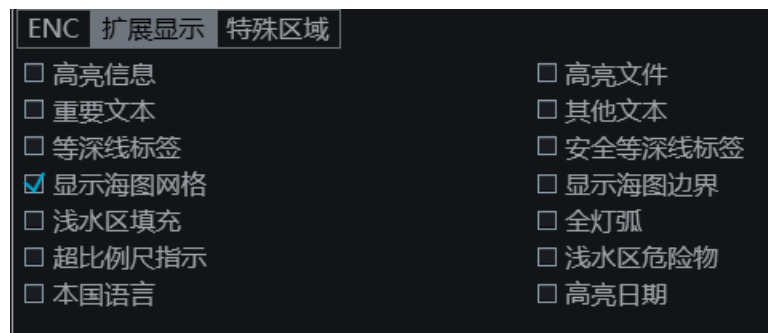 ENC 扩展显示 特殊区域
高亮信息 高亮文件
重要文本 其他文本
等深线标签 安全等深线标签
显示海图网格 显示海图边界
浅水区填充 全灯弧
超比例尺指示 浅水区危险物
本国语言 高亮日期